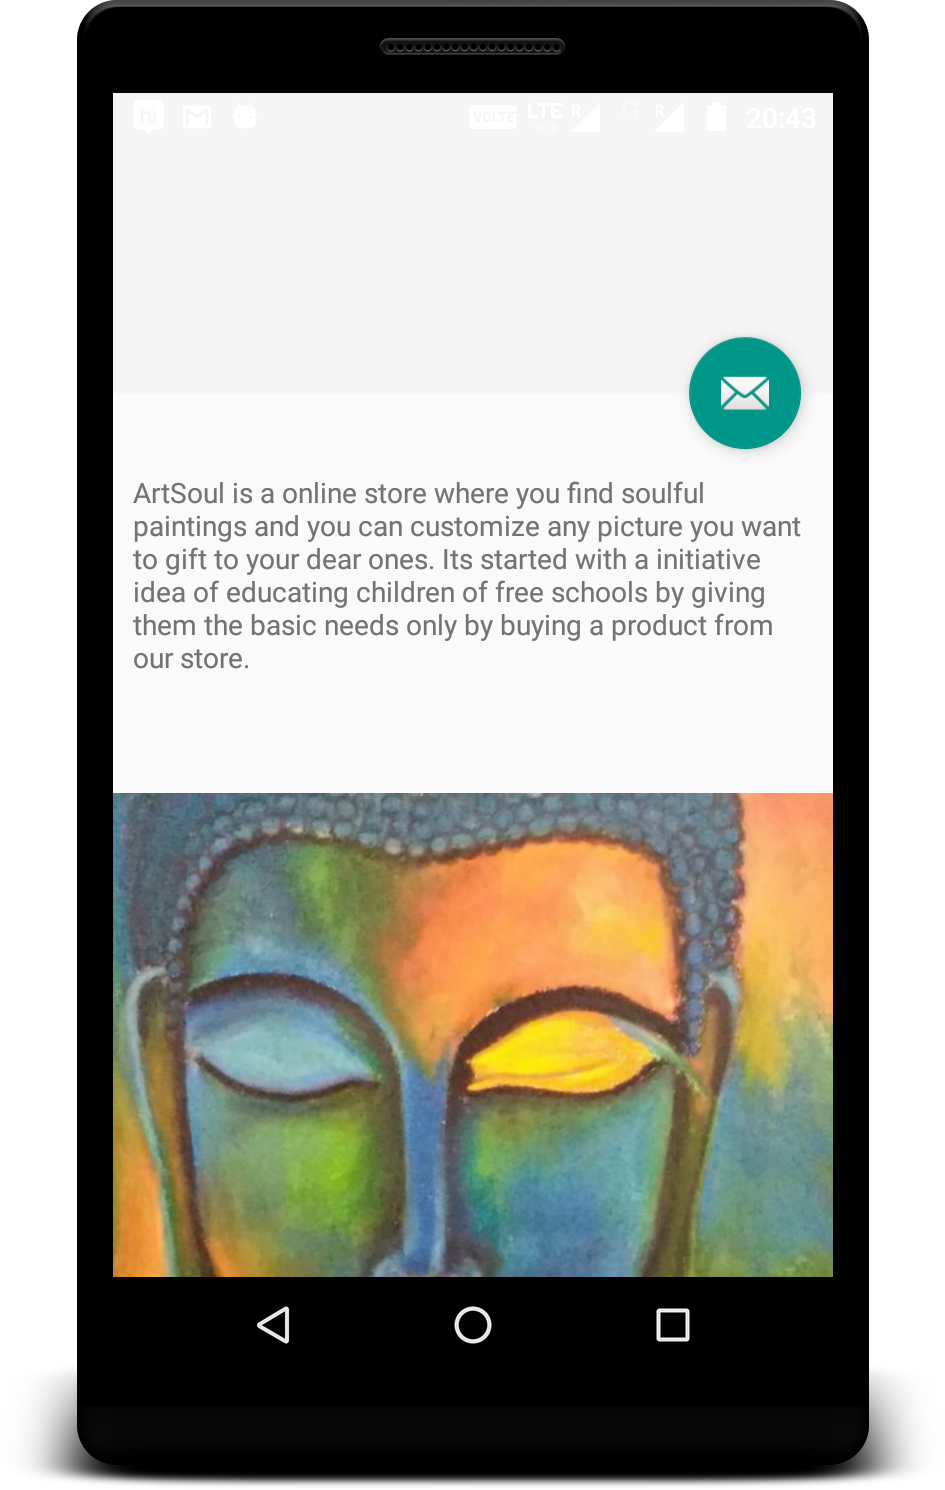 hi VOLTE LTE R G R 20:43
ArtSoul is a online store where you find soulful
paintings and you can customize any picture you want
to gift to your dear ones. Its started with a initiative
idea of educating children of free schools by giving
them the basic needs only by buying a product from
our store.